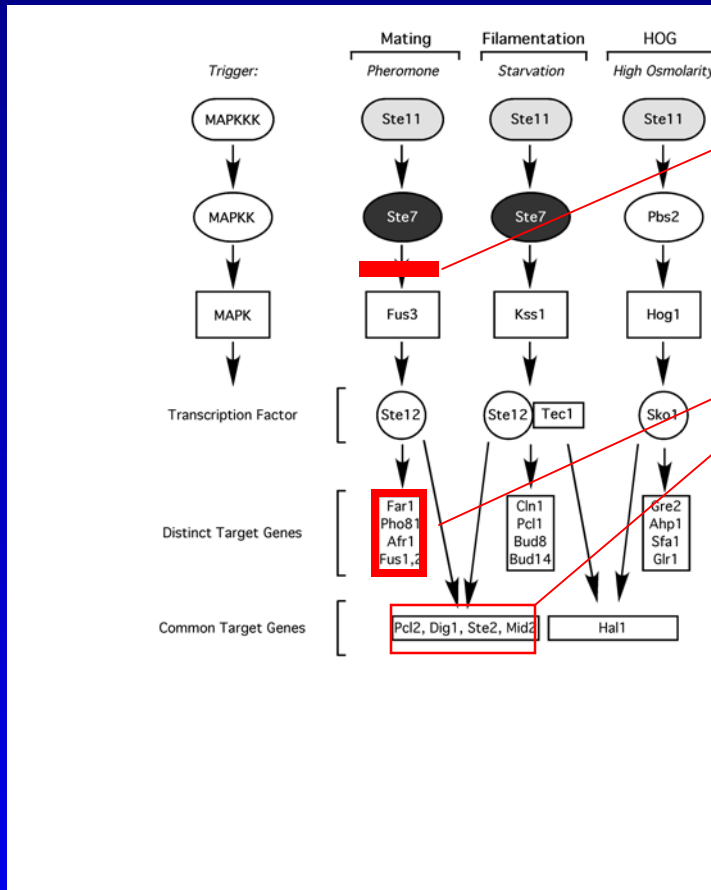 Mating Filamentation HOG
Trigger: Pheromone Starvation High Osmolarity
MAPKKK Ste11 Ste11 Ste11
MAPKK Ste7 Ste7 Pbs2
MAPK Fus3 Kss1 Hog1
Transcription Factor Ste12 Ste12 Tec1 Sko1
Distinct Target Genes
Far1 Cln1 Gre2
Pho81 Pcl1 Ahp1
Afr1 Bud8 Sfa1
Fus1,2 Bud14 Glr1
Common Target Genes Pcl2, Dig1, Ste2, Mid2 Hal1